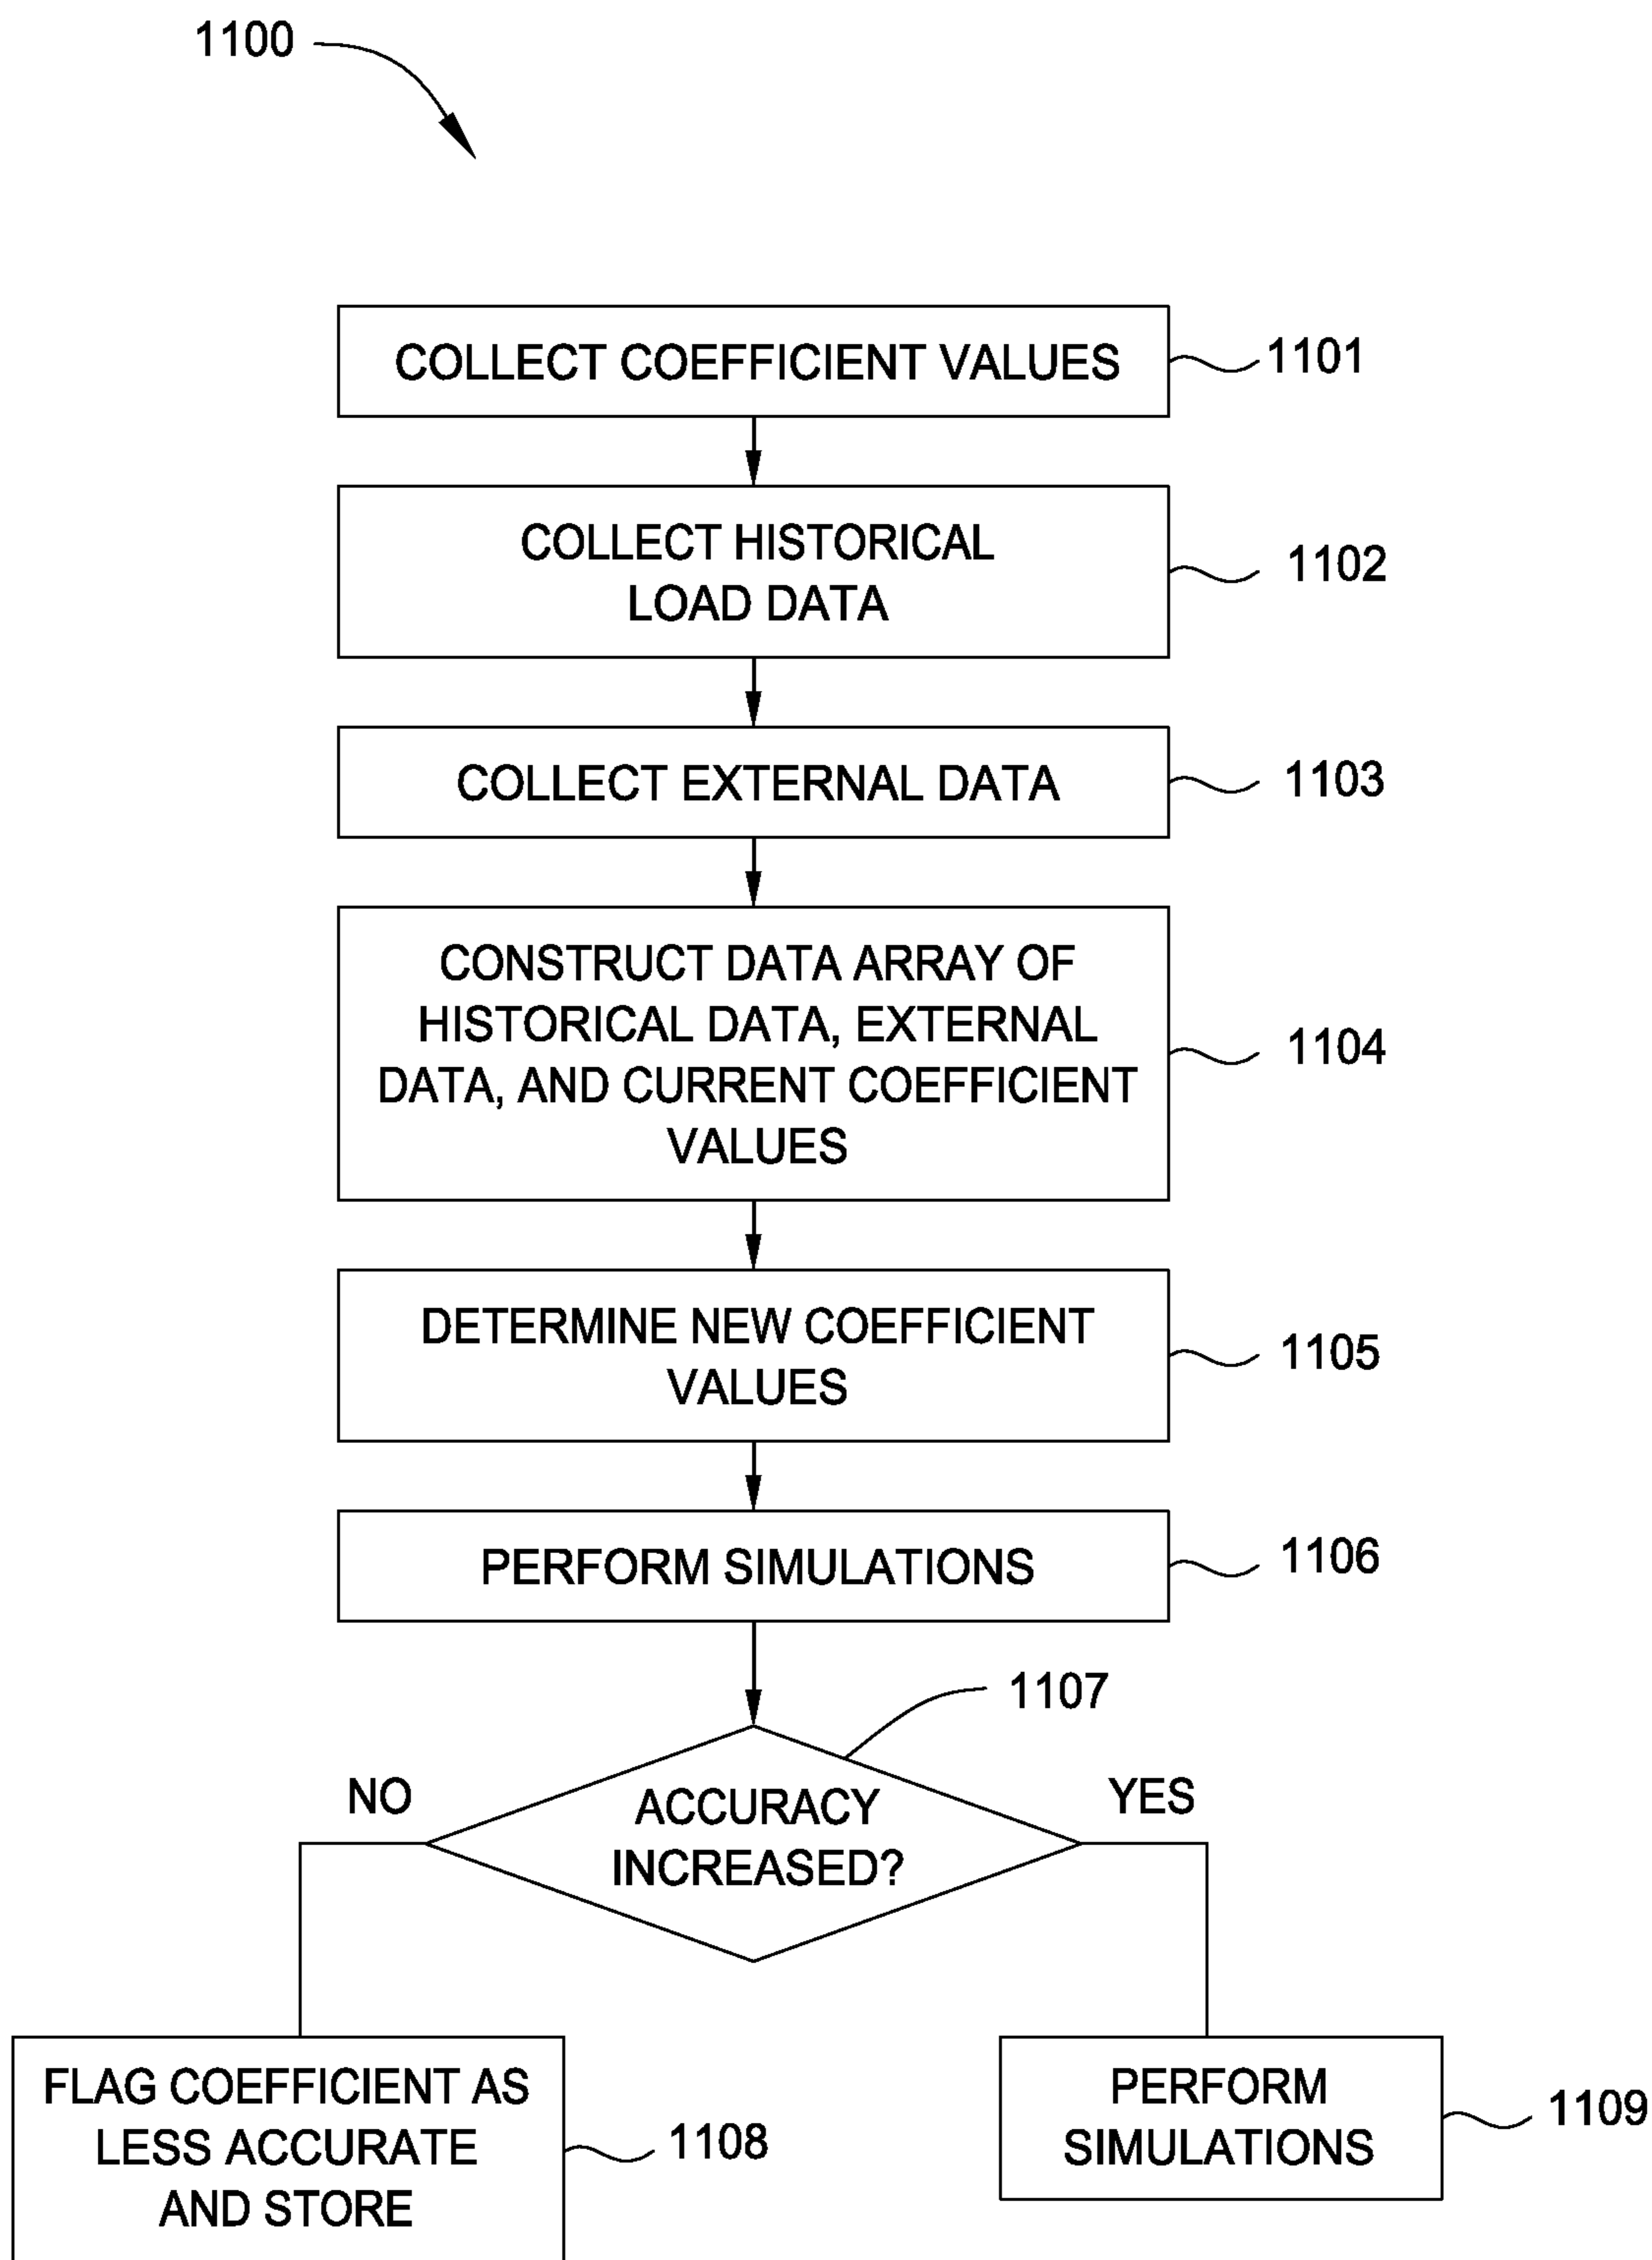 1100
COLLECT COEFFICIENT VALUES
1101
COLLECT HISTORICAL
LOAD DATA
1102
COLLECT EXTERNAL DATA
1103
CONSTRUCT DATA ARRAY OF
HISTORICAL DATA, EXTERNAL
DATA, AND CURRENT COEFFICIENT
VALUES
1104
DETERMINE NEW COEFFICIENT
VALUES
1105
PERFORM SIMULATIONS
1106
1107
ACCURACY
INCREASED?
NO
YES
FLAG COEFFICIENT AS
LESS ACCURATE
AND STORE
1108
PERFORM
SIMULATIONS
1109